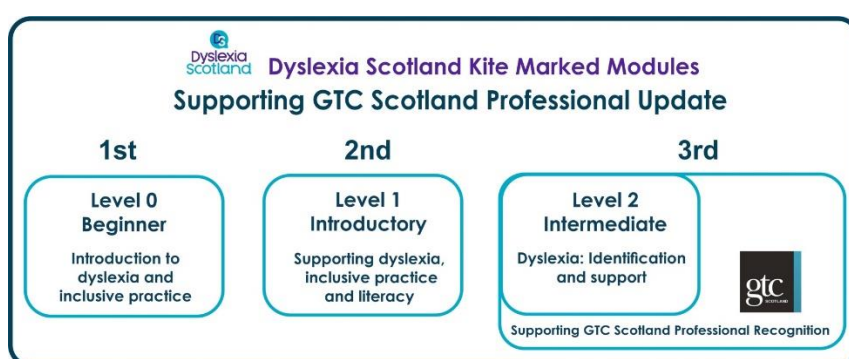 DS
Dyslexia
Scotland
Dyslexia Scotland Kite Marked Modules
Supporting GTC Scotland Professional Update
1st
2nd
3rd
Level 0
Beginner
Introduction to
dyslexia and
inclusive practice
Level 1
Introductory
Supporting dyslexia,
inclusive practice
and literacy
Level 2
Intermediate
Dyslexia: Identification
and support
gtc
SCOTLAND
Supporting GTC Scotland Professional Recognition